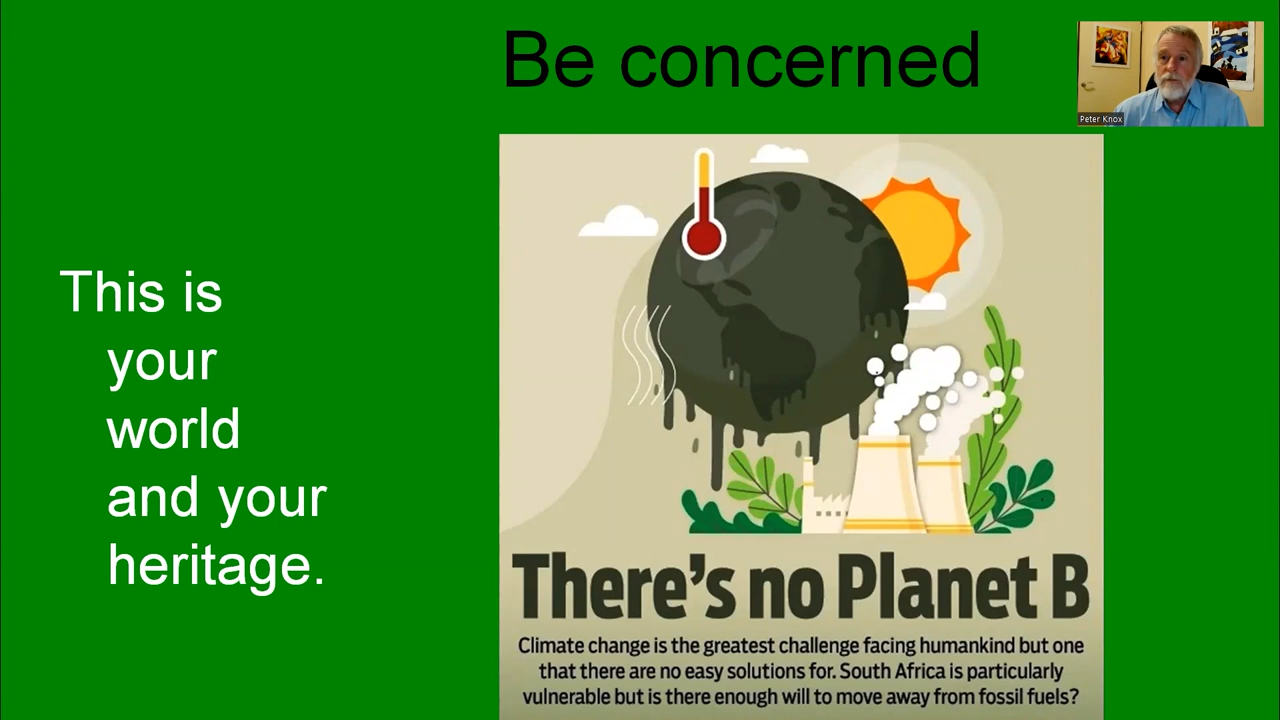 Be concerned
Peter Knox
This is
your
world
and your
heritage.
There's no Planet B
Climate change is the greatest challenge facing humankind but one
that there are no easy solutions for. South Africa is particularly
vulnerable but is there enough will to move away from fossil fuels?